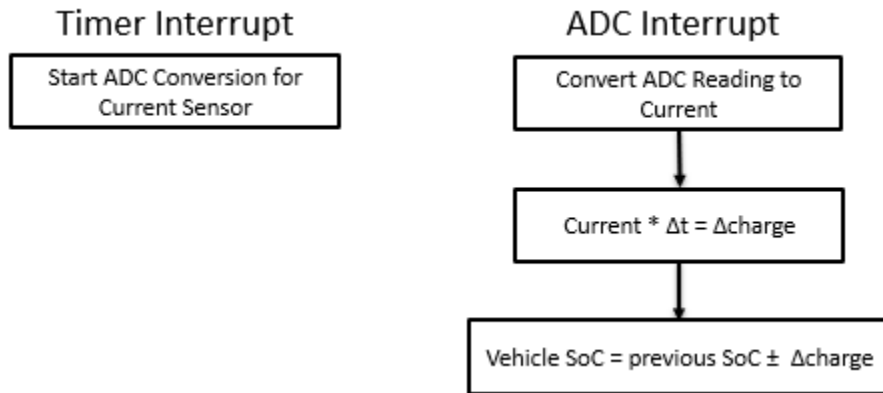 Timer Interrupt
Start ADC Conversion for
Current Sensor
ADC Interrupt
Convert ADC Reading to
Current
Current * Δt = Δcharge
Vehicle SoC = previous SoC ± Δcharge